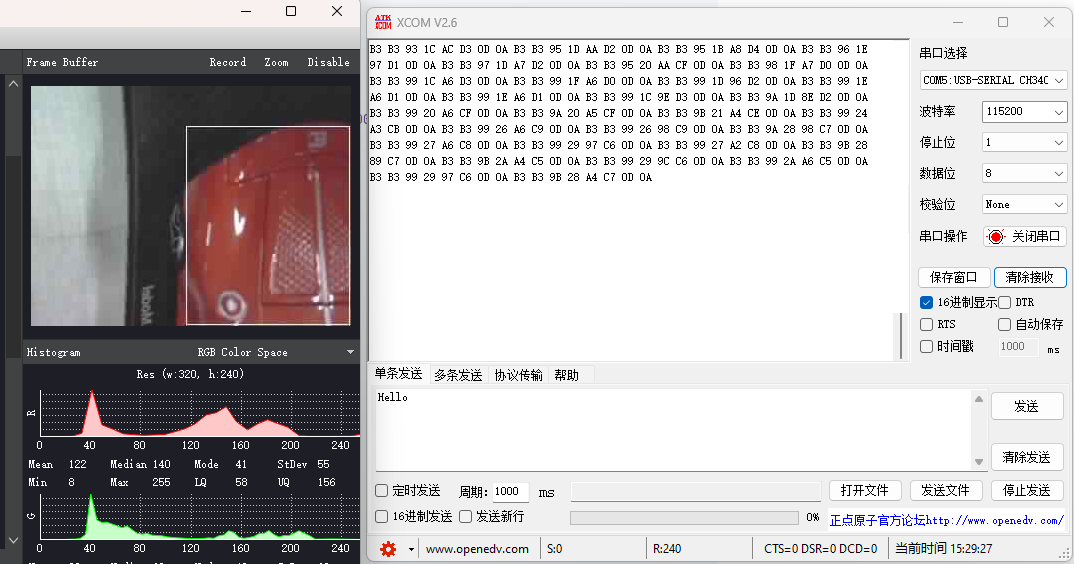 Frame Buffer Record Zoom Disable
Histogram RGB Color Space
Res (w:320, h:240)
R
0 40 80 120 160 200 240
Mean 122 Median 140 Mode 41 StDev 55
Min 8 Max 255 LQ 58 UQ 156
G
0 40 80 120 160 200 240
ATK XCOM XCOM V2.6
B3 B3 93 1C AC D3 0D 0A B3 B3 95 1D AA D2 0D 0A B3 B3 95 1B A8 D4 0D 0A B3 B3 96 1E
97 D1 0D 0A B3 B3 97 1D A7 D2 0D 0A B3 B3 95 20 AA CF 0D 0A B3 B3 98 1F A7 D0 0D 0A
B3 B3 99 1C A6 D3 0D 0A B3 B3 99 1F A6 D0 0D 0A B3 B3 99 1D 96 D2 0D 0A B3 B3 99 1E
A6 D1 0D 0A B3 B3 99 1E A6 D1 0D 0A B3 B3 99 1C 9E D3 0D 0A B3 B3 9A 1D 8E D2 0D 0A
B3 B3 99 20 A6 CF 0D 0A B3 B3 9A 20 A5 CF 0D 0A B3 B3 9B 21 A4 CE 0D 0A B3 B3 99 24
A3 CB 0D 0A B3 B3 99 26 A6 C9 0D 0A B3 B3 99 26 98 C9 0D 0A B3 B3 9A 28 98 C7 0D 0A
B3 B3 99 27 A6 C8 0D 0A B3 B3 99 29 97 C6 0D 0A B3 B3 99 27 A2 C8 0D 0A B3 B3 9B 28
89 C7 0D 0A B3 B3 9B 2A A4 C5 0D 0A B3 B3 99 29 9C C6 0D 0A B3 B3 99 2A A6 C5 0D 0A
B3 B3 99 29 97 C6 0D 0A B3 B3 9B 28 A4 C7 0D 0A
串口选择
COM5:USB-SERIAL CH340
波特率 115200
停止位 1
数据位 8
校验位 None
串口操作 关闭串口
保存窗口 清除接收
16进制显示 DTR
RTS 自动保存
时间戳 1000 ms
单条发送 多条发送 协议传输 帮助
Hello
发送
清除发送
定时发送 周期: 1000 ms 打开文件 发送文件 停止发送
16进制发送 发送新行 0% 正点原子官方论坛http://www.openedv.com/
www.openedv.com S:0 R:240 CTS=0 DSR=0 DCD=0 当前时间 15:29:27